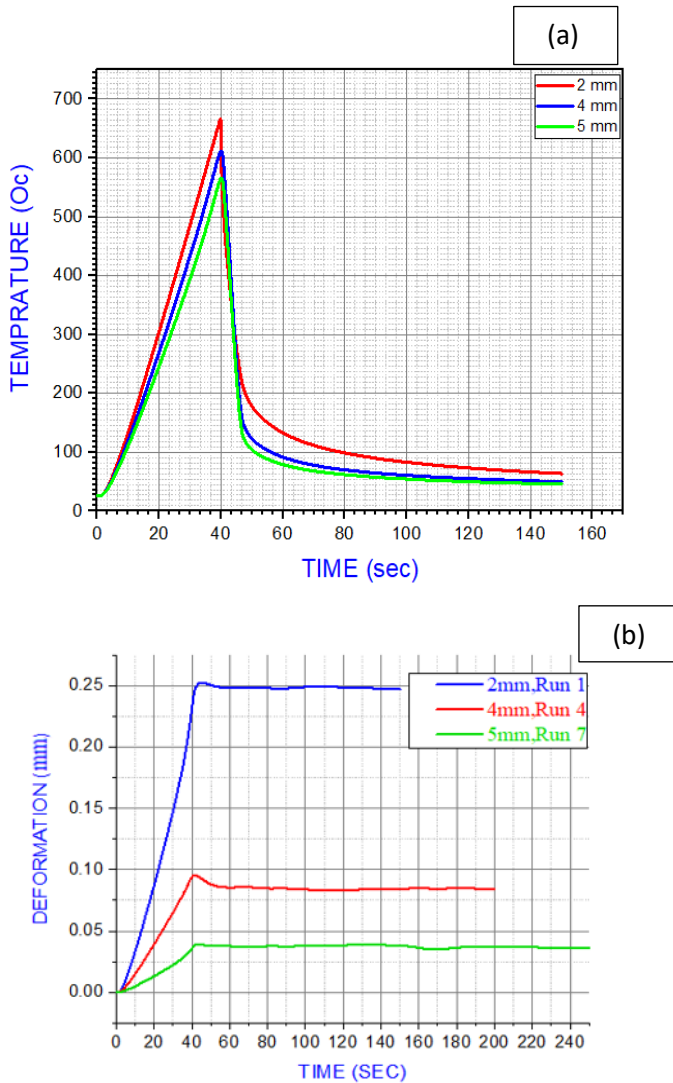 (a)
2 mm
4 mm
5 mm
700
600
500
400
300
200
100
0
TEMPRATURE (Oc)
0 20 40 60 80 100 120 140 160
TIME (sec)
(b)
2mm,Run 1
4mm,Run 4
5mm,Run 7
0.25
0.20
0.15
0.10
0.05
0.00
DEFORMATION (mm)
0 20 40 60 80 100 120 140 160 180 200 220 240
TIME (SEC)